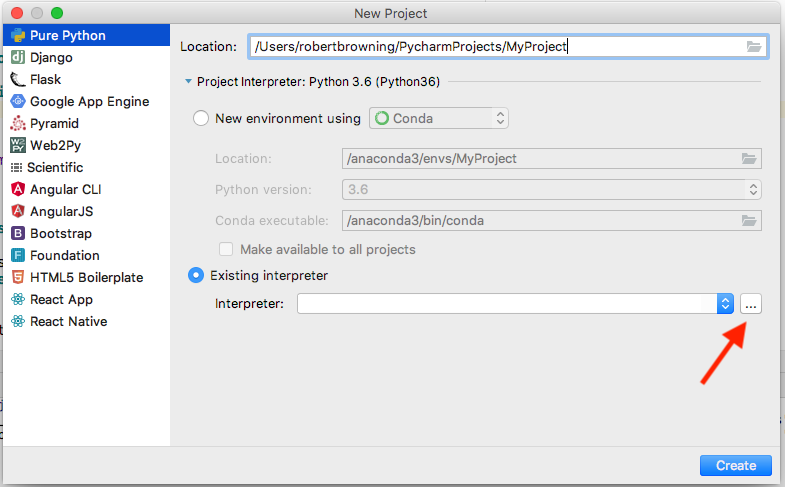 New Project
Pure Python
Django
Flask
Google App Engine
Pyramid
Web2Py
Scientific
Angular CLI
AngularJS
Bootstrap
Foundation
HTML5 Boilerplate
React App
React Native
Location: /Users/robertbrowning/PycharmProjects/MyProject
Project Interpreter: Python 3.6 (Python36)
New environment using Conda
Location: /anaconda3/envs/MyProject
Python version: 3.6
Conda executable: /anaconda3/bin/conda
Make available to all projects
Existing interpreter
Interpreter: ...
Create